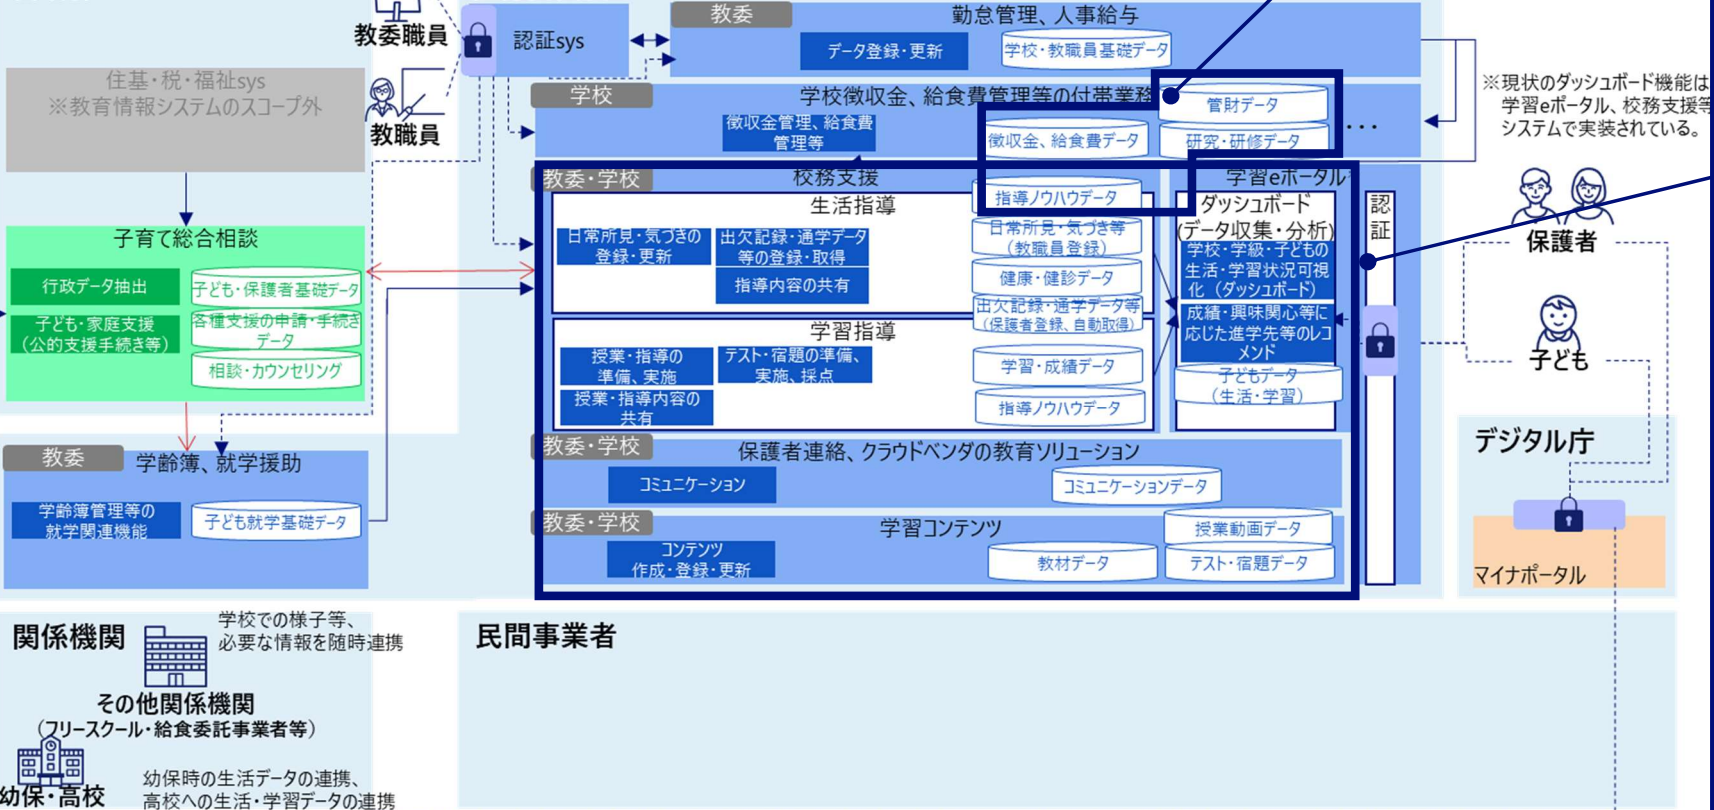 教委
勤怠管理、人事給与
教委職員
認証sys
データ登録・更新
学校・教職員基礎データ
住基・税・福祉sys
※教育情報システムのスコープ外
教職員
学校
学校徴収金、給食費管理等の付帯業務
管財データ
徴収金管理、給食費
管理等
徴収金、給食費データ
研究・研修データ
…
※現状のダッシュボード機能は
学習eポータル、校務支援等
システムで実装されている。
教委・学校
校務支援
学習eポータル
生活指導
指導ノウハウデータ
日常所見・気づきの
登録・更新
出欠記録・通学データ
等の登録・取得
指導内容の共有
日常所見・気づき等
(教職員登録)
健康・健診データ
出欠記録・通学データ等
(保護者登録、自動取得)
ダッシュボード
(データ収集・分析)
学校・学級・子どもの
生活・学習状況可視
化(ダッシュボード)
成績・興味関心等に
応じた進学先等のレコ
メンド
子どもデータ
(生活・学習)
認
証
保護者
子ども
子育て総合相談
行政データ抽出
子ども・保護者基礎データ
子ども・家庭支援
(公的支援手続き等)
各種支援の申請・手続き
データ
相談・カウンセリング
学習指導
授業・指導の
準備、実施
テスト・宿題の準備、
実施、採点
授業・指導内容の
共有
学習・成績データ
指導ノウハウデータ
教委
学齢簿、就学援助
学齢簿管理等の
就学関連機能
子ども就学基礎データ
教委・学校
保護者連絡、クラウドベンダの教育ソリューション
コミュニケーション
コミュニケーションデータ
教委・学校
学習コンテンツ
コンテンツ
作成・登録・更新
教材データ
授業動画データ
テスト・宿題データ
デジタル庁
マイナポータル
関係機関
学校での様子等、
必要な情報を随時連携
その他関係機関
(フリースクール・給食委託事業者等)
幼保・高校
幼保時の生活データの連携、
高校への生活・学習データの連携
民間事業者